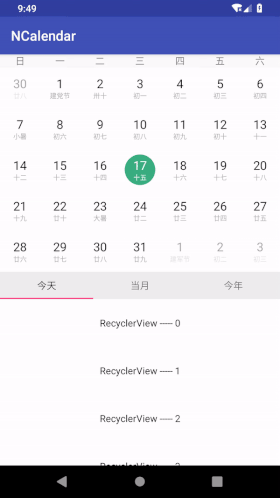 9:49
NCalendar
日 一 二 三 四 五 六
30 1 2 3 4 5 6
廿八 建党节 卅十 初一 初二 初三 初四
7 8 9 10 11 12 13
小暑 初六 初七 初八 初九 初十 十一
14 15 16 17 18 19 20
十二 十三 十四 十五 十六 十七 十八
21 22 23 24 25 26 27
十九 二十 大暑 廿二 廿三 廿四 廿五
28 29 30 31 1 2 3
廿六 廿七 廿八 廿九 建军节 初二 初三
今天 当月 今年
RecyclerView ---- 0
RecyclerView ---- 1
RecyclerView ---- 2